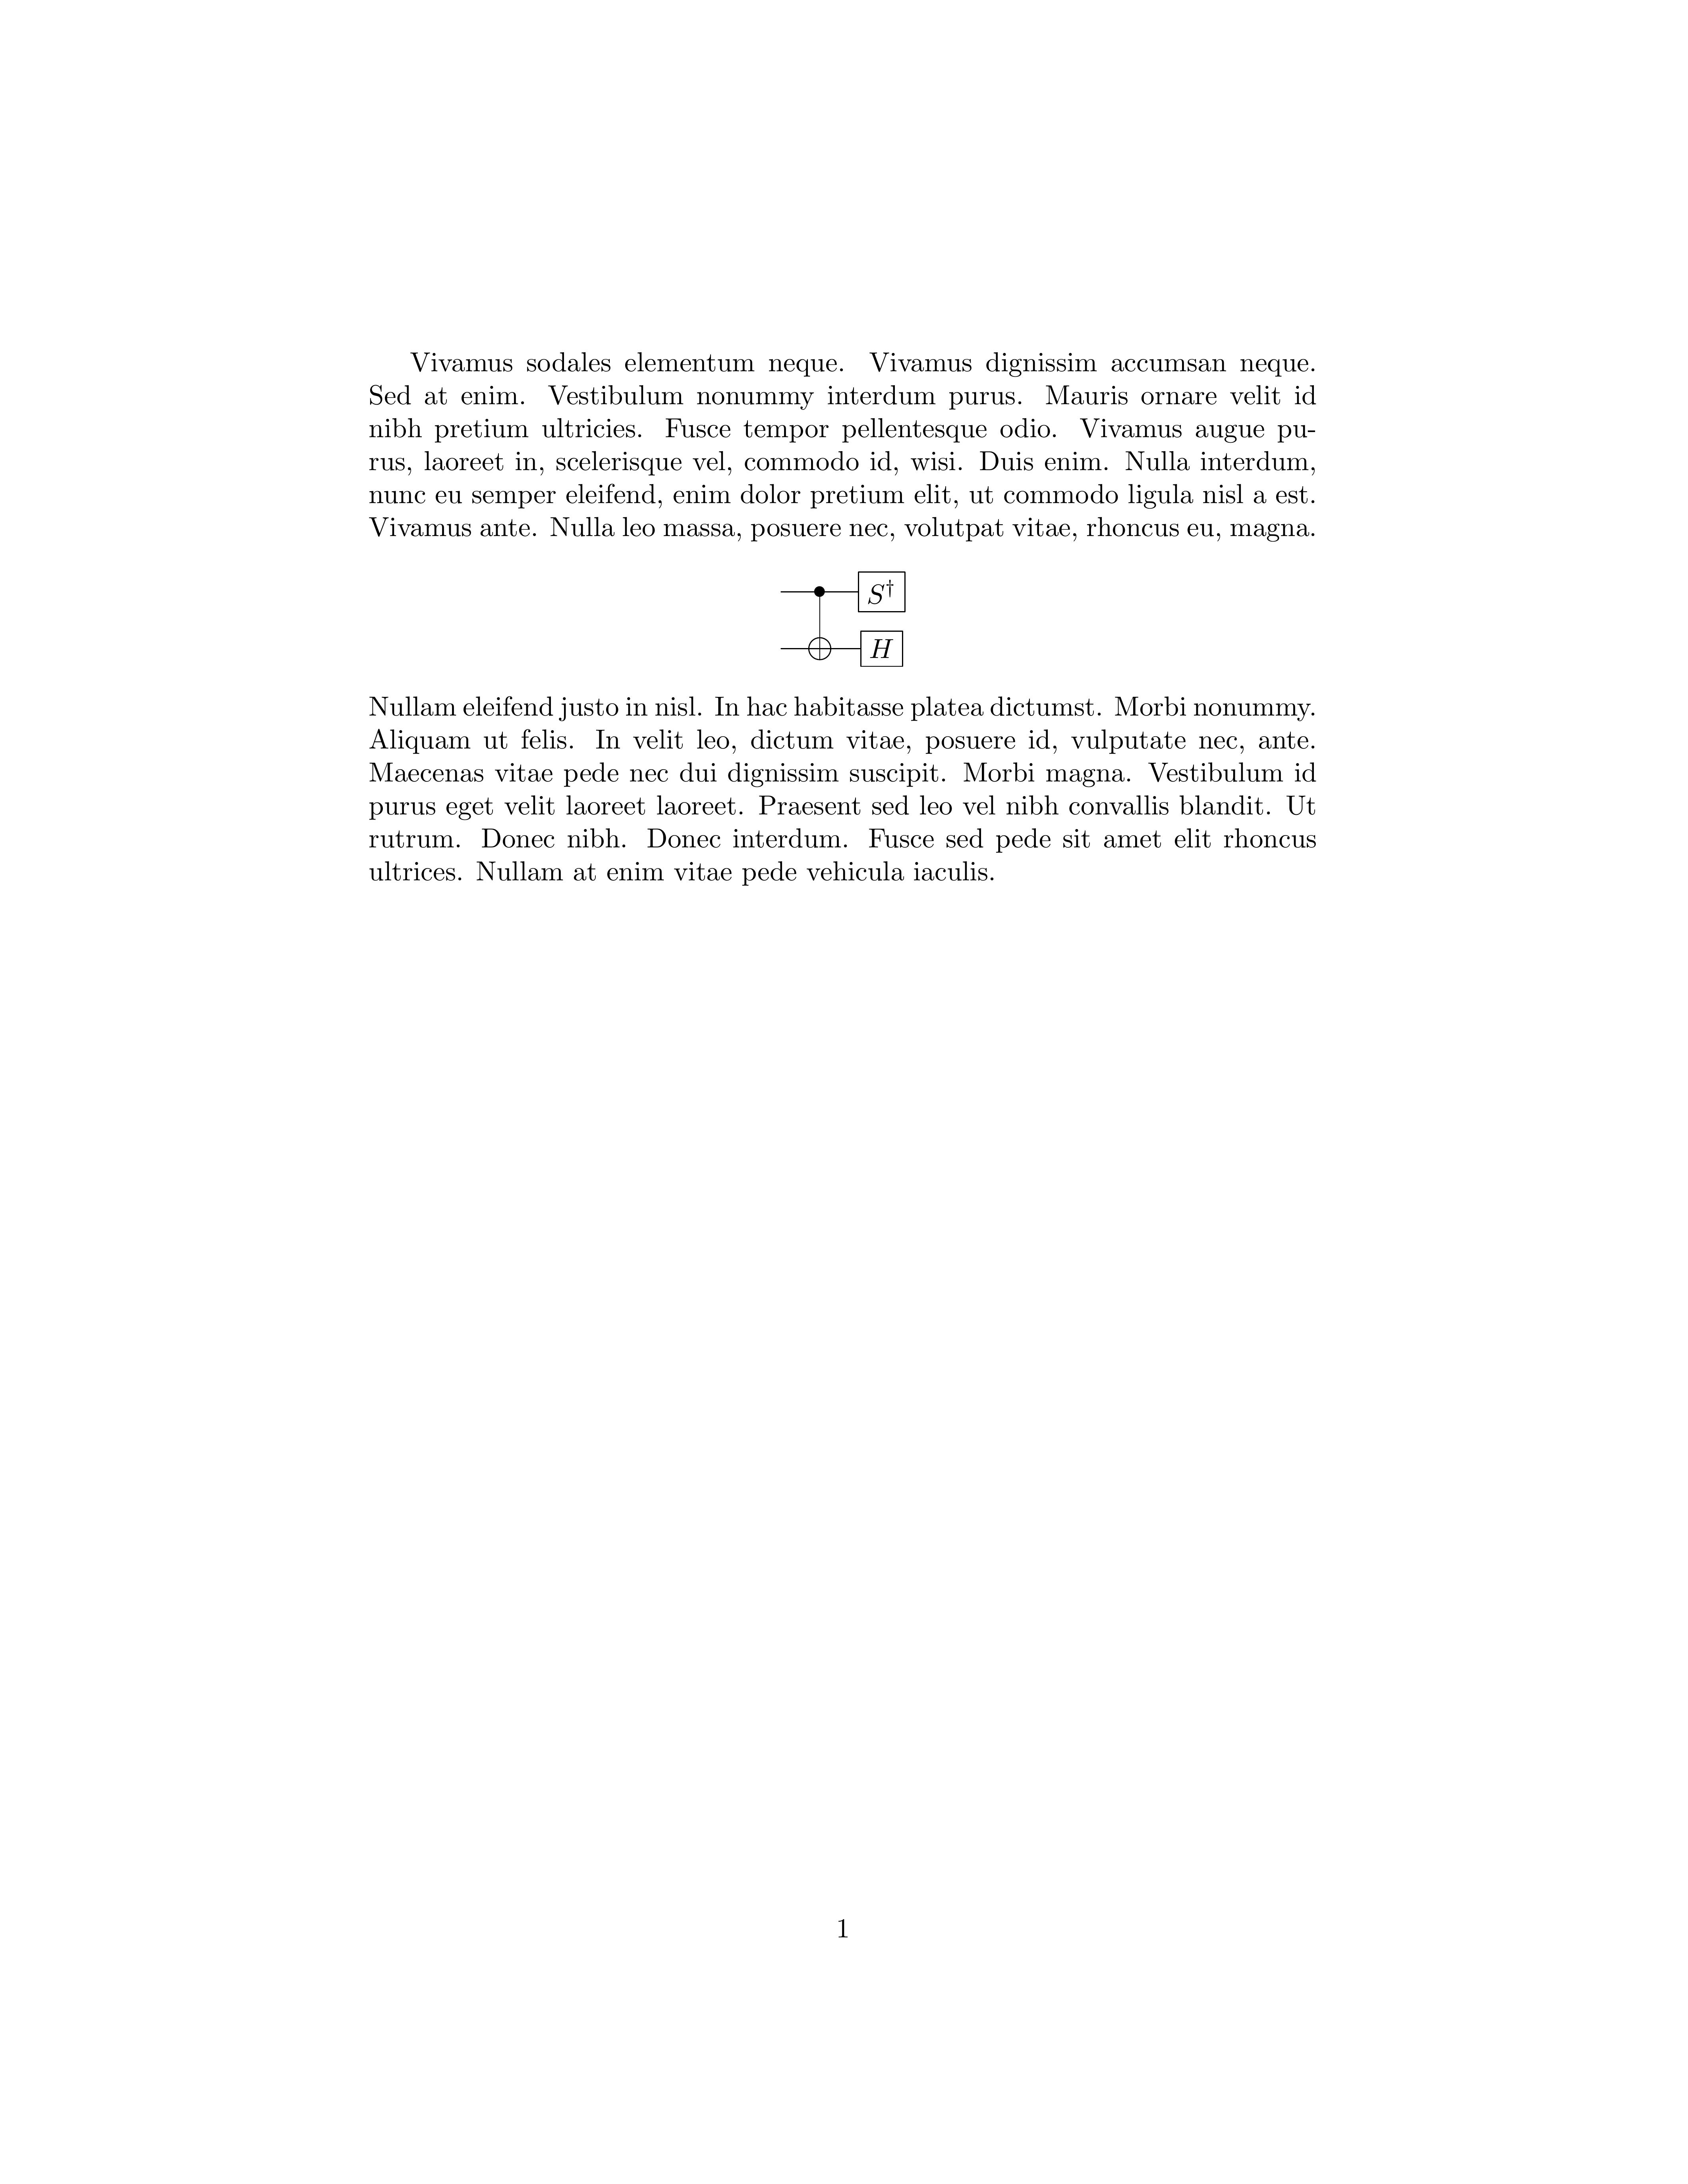 Vivamus sodales elementum neque. Vivamus dignissim accumsan neque.
Sed at enim. Vestibulum nonummy interdum purus. Mauris ornare velit id
nibh pretium ultricies. Fusce tempor pellentesque odio. Vivamus augue pu-
rus, laoreet in, scelerisque vel, commodo id, wisi. Duis enim. Nulla interdum,
nunc eu semper eleifend, enim dolor pretium elit, ut commodo ligula nisl a est.
Vivamus ante. Nulla leo massa, posuere nec, volutpat vitae, rhoncus eu, magna.
S†
H
Nullam eleifend justo in nisl. In hac habitasse platea dictumst. Morbi nonummy.
Aliquam ut felis. In velit leo, dictum vitae, posuere id, vulputate nec, ante.
Maecenas vitae pede nec dui dignissim suscipit. Morbi magna. Vestibulum id
purus eget velit laoreet laoreet. Praesent sed leo vel nibh convallis blandit. Ut
rutrum. Donec nibh. Donec interdum. Fusce sed pede sit amet elit rhoncus
ultrices. Nullam at enim vitae pede vehicula iaculis.
1